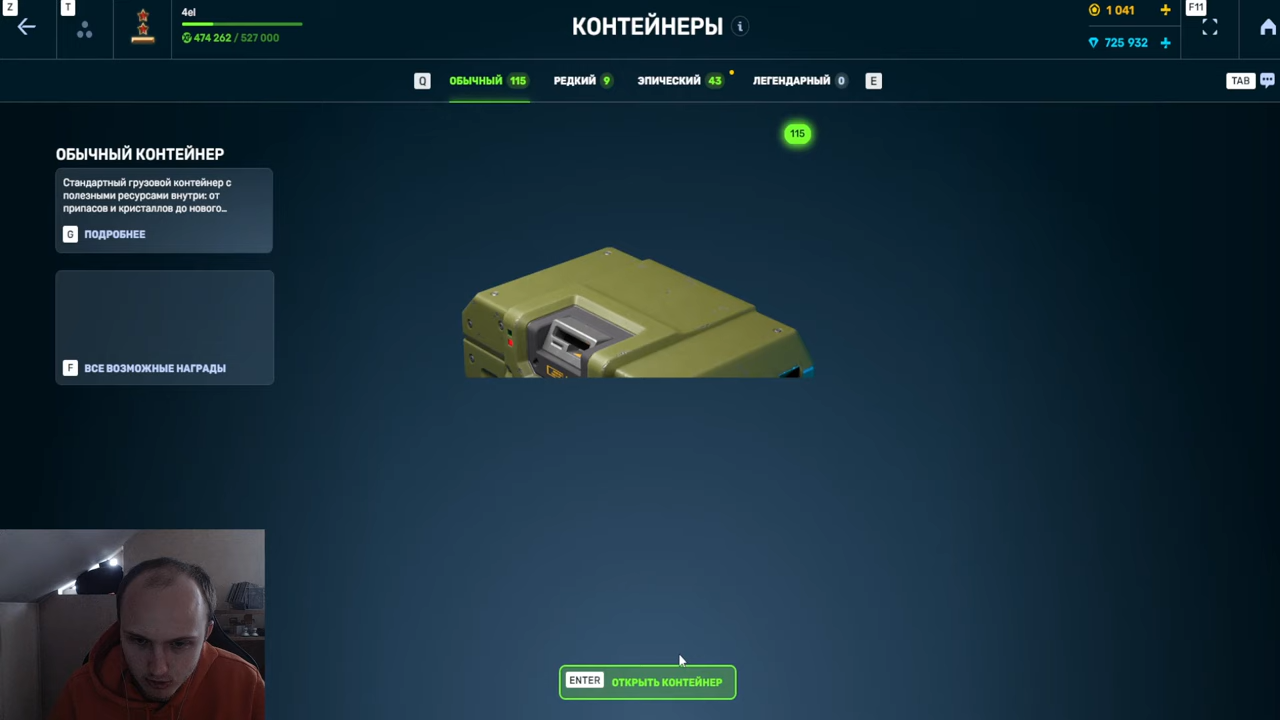 Z
T
4el
474 262 / 527 000
КОНТЕЙНЕРЫ
1 041
725 932
F11
Q
ОБЫЧНЫЙ 115
РЕДКИЙ 9
ЭПИЧЕСКИЙ 43
ЛЕГЕНДАРНЫЙ 0
E
TAB
115
ОБЫЧНЫЙ КОНТЕЙНЕР
Стандартный грузовой контейнер с
полезными ресурсами внутри: от
припасов и кристаллов до нового...
G ПОДРОБНЕЕ
F ВСЕ ВОЗМОЖНЫЕ НАГРАДЫ
ENTER ОТКРЫТЬ КОНТЕЙНЕР